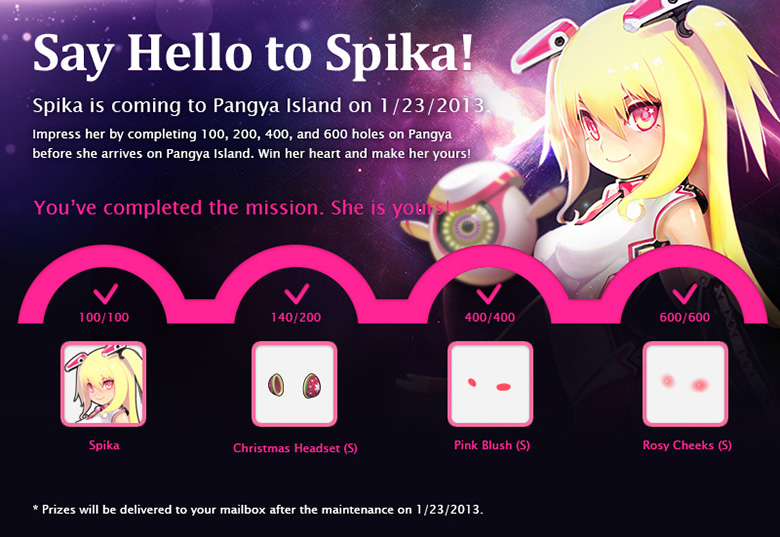 Say Hello to Spika!
Spika is coming to Pangya Island on 1/23/2013.
Impress her by completing 100, 200, 400, and 600 holes on Pangya
before she arrives on Pangya Island. Win her heart and make her yours!
You've completed the mission. She is yours!
100/100
140/200
400/400
600/600
Spika
Christmas Headset (S)
Pink Blush (S)
Rosy Cheeks (S)
* Prizes will be delivered to your mailbox after the maintenance on 1/23/2013.